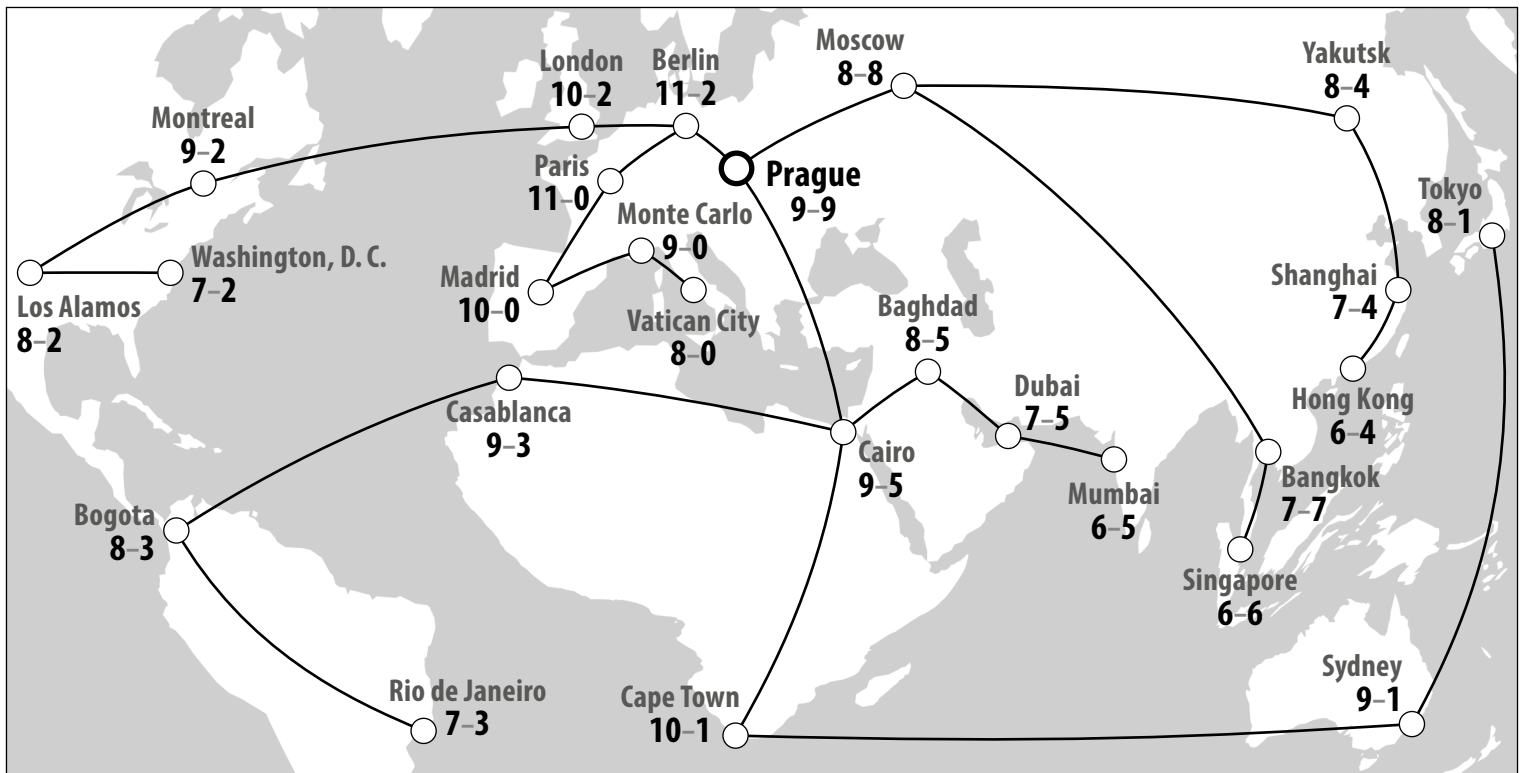 Moscow
8–8
Yakutsk
8–4
London
10–2
Berlin
11–2
Montreal
9–2
Paris
11–0
Prague
9–9
Tokyo
8–1
Monte Carlo
9–0
Washington, D. C.
7–2
Madrid
10–0
Shanghai
7–4
Los Alamos
8–2
Vatican City
8–0
Baghdad
8–5
Dubai
7–5
Hong Kong
6–4
Casablanca
9–3
Cairo
9–5
Mumbai
6–5
Bangkok
7–7
Bogota
8–3
Singapore
6–6
Sydney
9–1
Rio de Janeiro
7–3
Cape Town
10–1